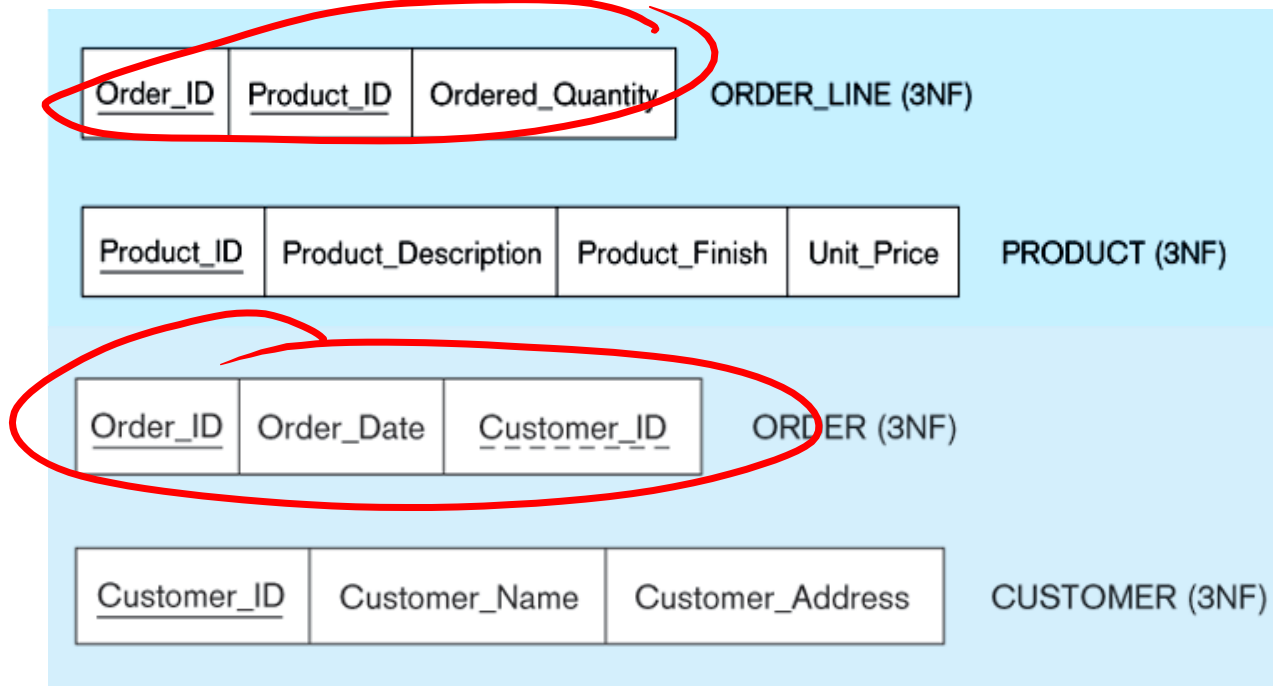 Order_ID Product_ID Ordered_Quantity ORDER_LINE (3NF)
Product_ID Product_Description Product_Finish Unit_Price PRODUCT (3NF)
Order_ID Order_Date Customer_ID ORDER (3NF)
Customer_ID Customer_Name Customer_Address CUSTOMER (3NF)